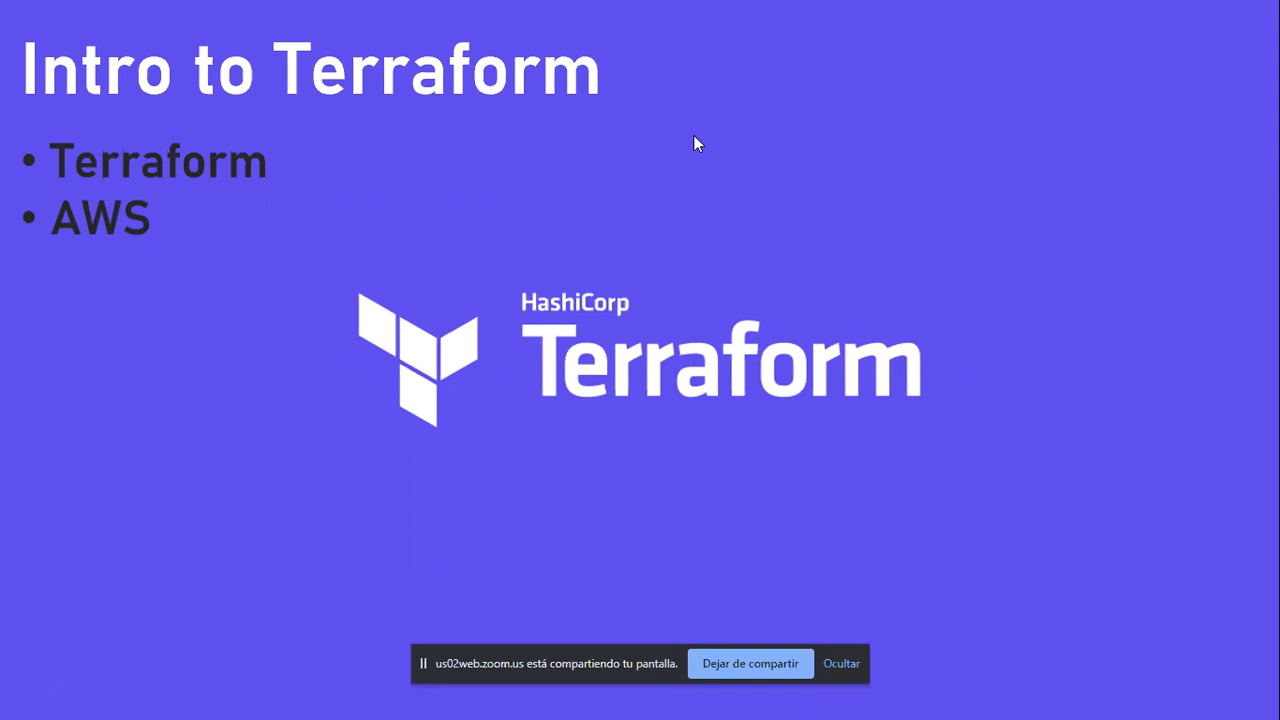 Intro to Terraform
• Terraform
• AWS
HashiCorp
Terraform
us02web.zoom.us está compartiendo tu pantalla. Dejar de compartir Ocultar